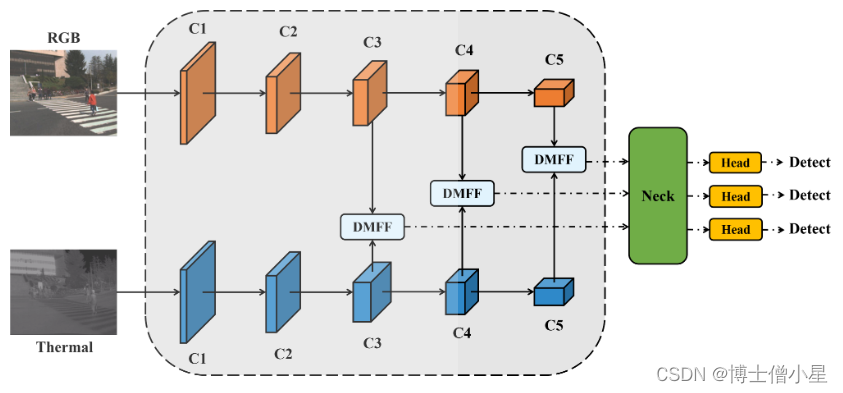 RGB
C1
C2
C3
C4
C5
DMFF
DMFF
DMFF
Neck
Head
Detect
Head
Detect
Head
Detect
Thermal
C1
C2
C3
C4
C5
CSDN @博士僧小星